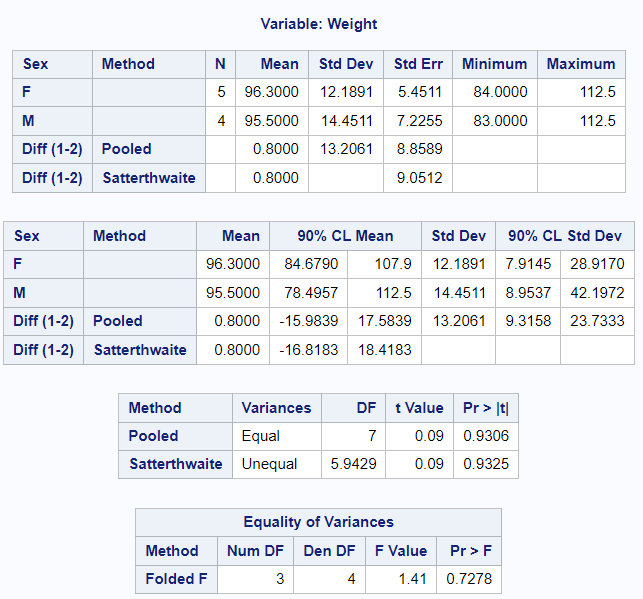 Variable: Weight
Sex Method N Mean Std Dev Std Err Minimum Maximum
F 5 96.3000 12.1891 5.4511 84.0000 112.5
M 4 95.5000 14.4511 7.2255 83.0000 112.5
Diff (1-2) Pooled 0.8000 13.2061 8.8589
Diff (1-2) Satterthwaite 0.8000 9.0512
Sex Method Mean 90% CL Mean Std Dev 90% CL Std Dev
F 96.3000 84.6790 107.9 12.1891 7.9145 28.9170
M 95.5000 78.4957 112.5 14.4511 8.9537 42.1972
Diff (1-2) Pooled 0.8000 -15.9839 17.5839 13.2061 9.3158 23.7333
Diff (1-2) Satterthwaite 0.8000 -16.8183 18.4183
Method Variances DF t Value Pr > |t|
Pooled Equal 7 0.09 0.9306
Satterthwaite Unequal 5.9429 0.09 0.9325
Equality of Variances
Method Num DF Den DF F Value Pr > F
Folded F 3 4 1.41 0.7278